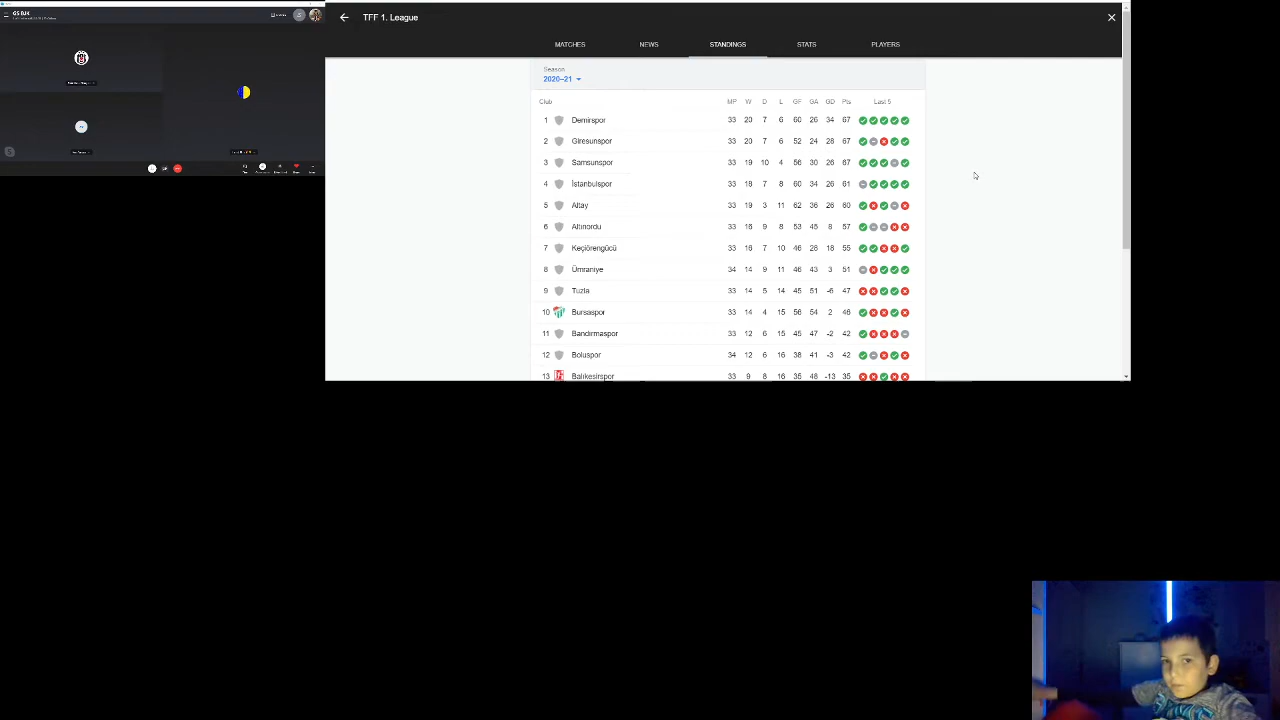 GS BJK
TFF 1. League
MATCHES NEWS STANDINGS STATS PLAYERS
Season
2020–21
Club MP W D L GF GA GD Pts Last 5
1 Demirspor 33 20 7 6 60 26 34 67
2 Giresunspor 33 20 7 6 52 24 28 67
3 Samsunspor 33 19 10 4 56 30 26 67
4 İstanbulspor 33 18 7 8 60 34 26 61
5 Altay 33 19 3 11 62 36 26 60
6 Altınordu 33 16 9 8 53 45 8 57
7 Keçiörengücü 33 16 7 10 46 28 18 55
8 Ümraniye 34 14 9 11 46 43 3 51
9 Tuzla 33 14 5 14 45 51 -6 47
10 Bursaspor 33 14 4 15 56 54 2 46
11 Bandırmaspor 33 12 6 15 45 47 -2 42
12 Boluspor 34 12 6 16 38 41 -3 42
13 Balıkesirspor 33 9 8 16 35 48 -13 35